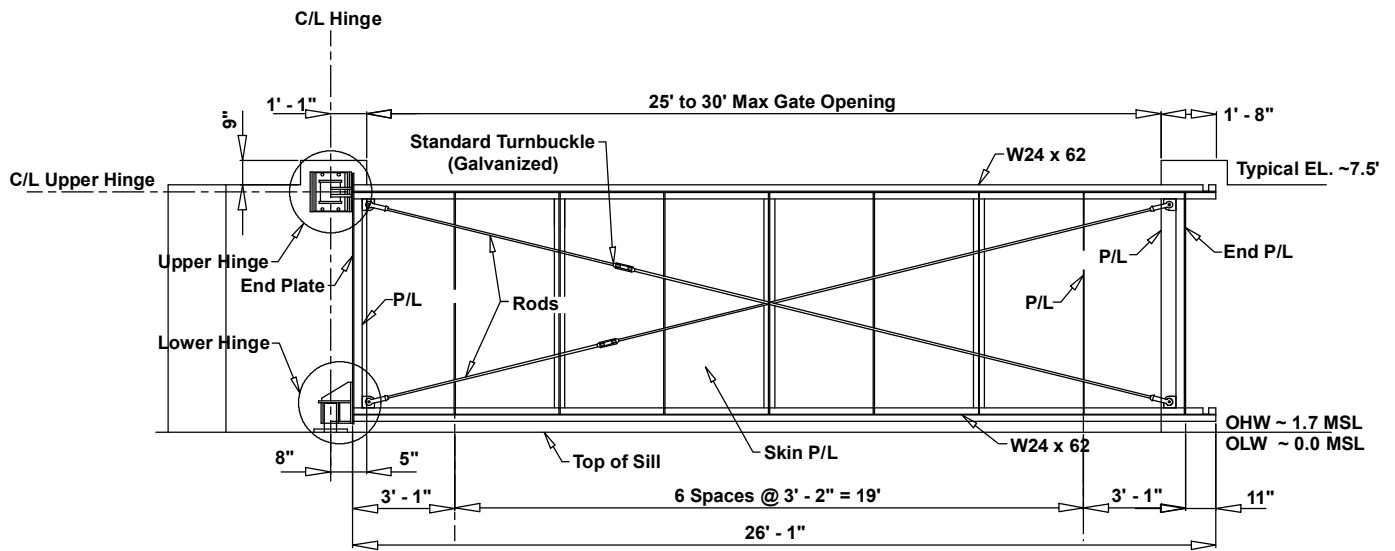 C/L Hinge
1' - 1"
25' to 30' Max Gate Opening
1' - 8"
9"
Standard Turnbuckle
(Galvanized)
W24 x 62
C/L Upper Hinge
Typical EL. ~7.5'
Upper Hinge
End Plate
P/L
Rods
P/L
End P/L
P/L
Lower Hinge
OHW ~ 1.7 MSL
OLW ~ 0.0 MSL
W24 x 62
Skin P/L
Top of Sill
8"
5"
3' - 1"
6 Spaces @ 3' - 2" = 19'
3' - 1"
11"
26' - 1"